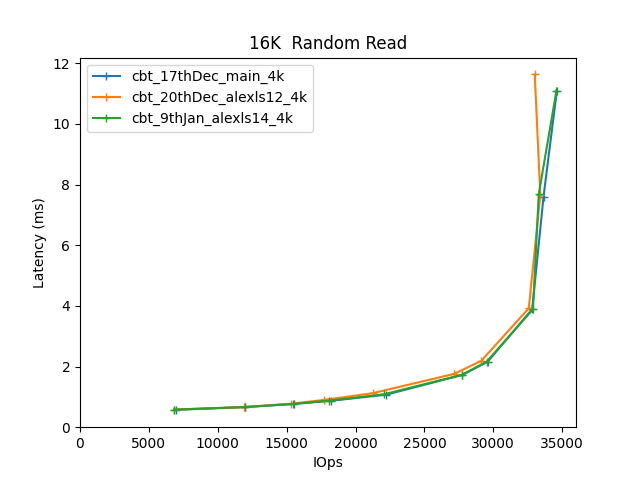 16K  Random Read
cbt_17thDec_main_4k
cbt_20thDec_alexls12_4k
cbt_9thJan_alexls14_4k
Latency (ms)
12
10
8
6
4
2
0
0 5000 10000 15000 20000 25000 30000 35000
IOps